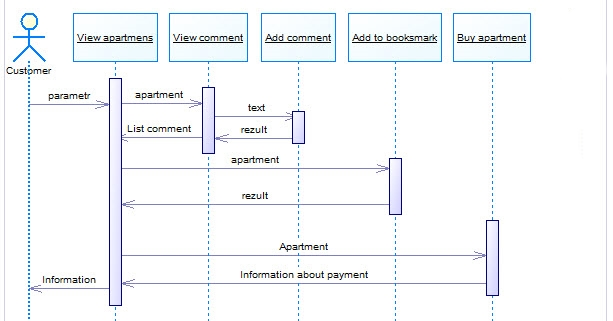 View apartmens
View comment
Add comment
Add to booksmark
Buy apartment
Customer
parametr
apartment
text
List comment
rezult
apartment
rezult
Apartment
Information about payment
Information